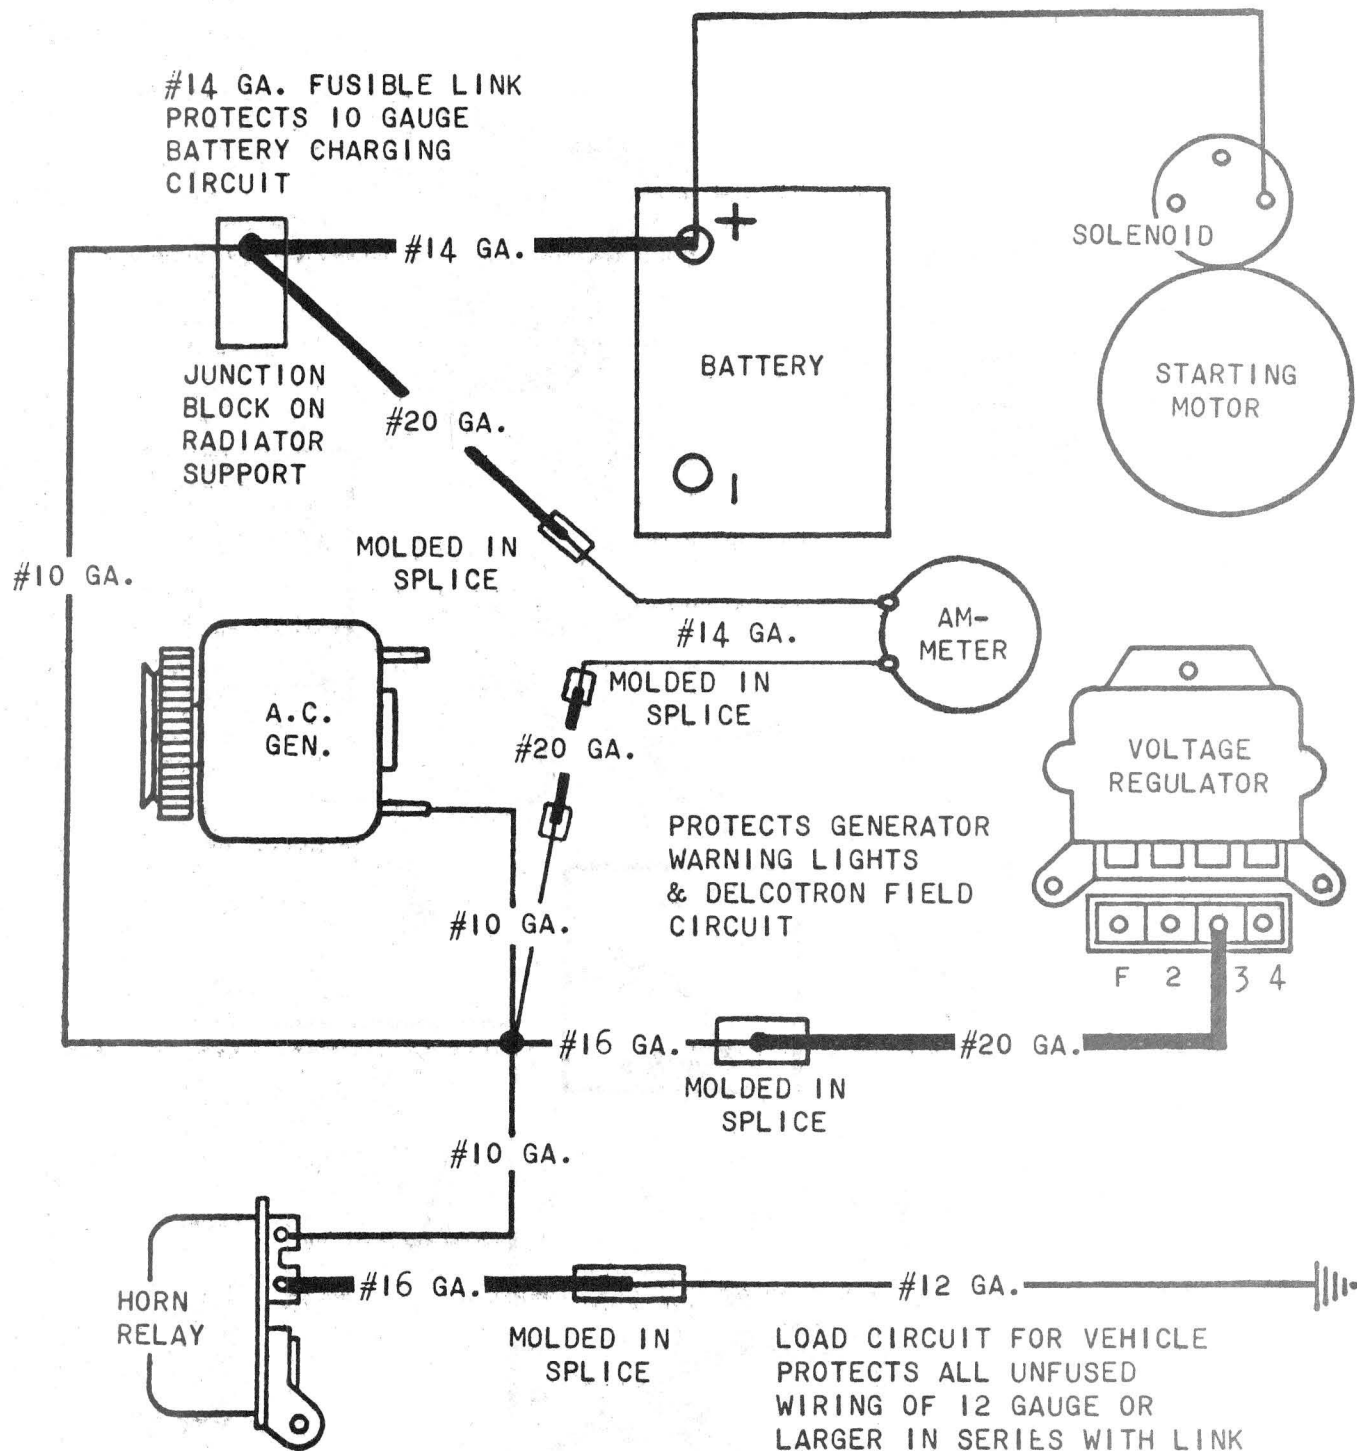 #14 GA. FUSIBLE LINK
PROTECTS 10 GAUGE
BATTERY CHARGING
CIRCUIT
#14 GA.
+
SOLENOID
JUNCTION
BLOCK ON
RADIATOR
SUPPORT
#20 GA.
BATTERY
STARTING
MOTOR
MOLDED IN
SPLICE
#10 GA.
#14 GA.
AM-
METER
A.C.
GEN.
MOLDED IN
SPLICE
#20 GA.
VOLTAGE
REGULATOR
PROTECTS GENERATOR
WARNING LIGHTS
& DELCOTRON FIELD
CIRCUIT
#10 GA.
F 2 3 4
#16 GA.
#20 GA.
MOLDED IN
SPLICE
#10 GA.
HORN
RELAY
#16 GA.
#12 GA.
MOLDED IN
SPLICE
LOAD CIRCUIT FOR VEHICLE
PROTECTS ALL UNFUSED
WIRING OF 12 GAUGE OR
LARGER IN SERIES WITH LINK